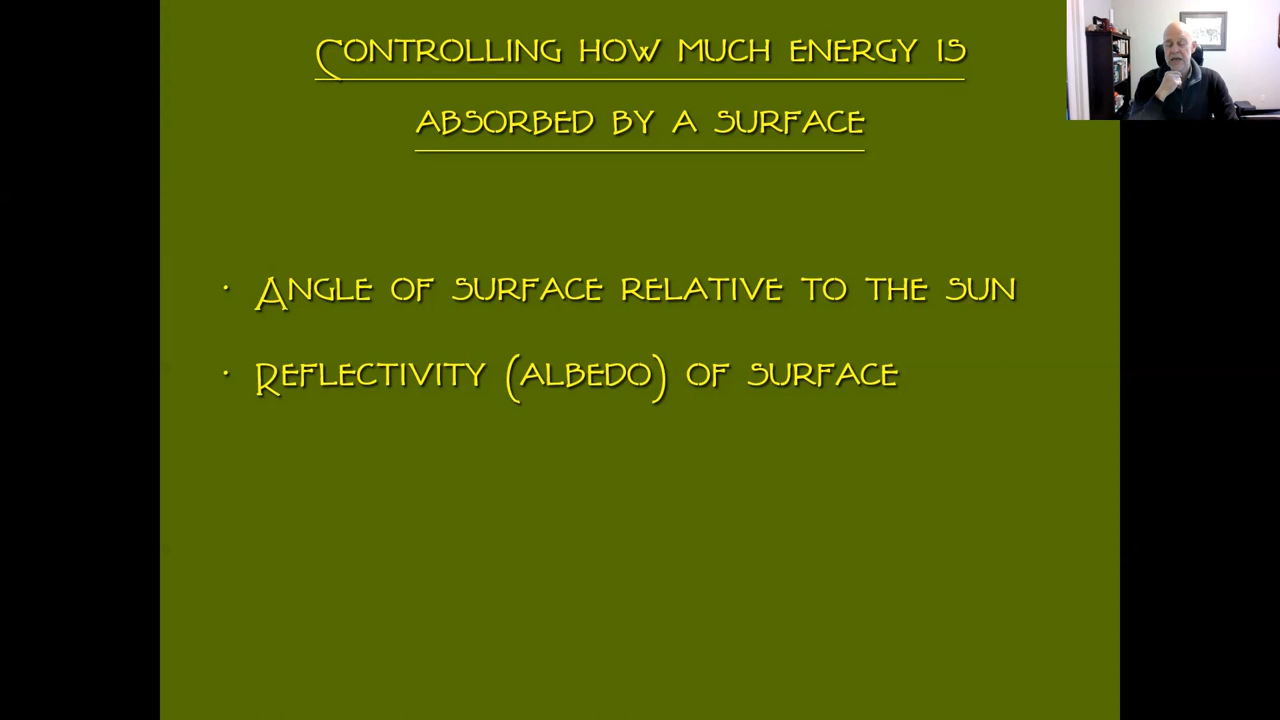 Controlling how much energy is
absorbed by a surface
• Angle of surface relative to the sun
• Reflectivity (albedo) of surface